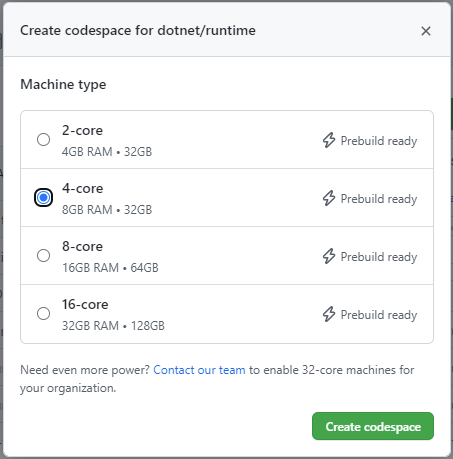 Create codespace for dotnet/runtime
Machine type
2-core
4GB RAM • 32GB
Prebuild ready
4-core
8GB RAM • 32GB
Prebuild ready
8-core
16GB RAM • 64GB
Prebuild ready
16-core
32GB RAM • 128GB
Prebuild ready
Need even more power? Contact our team to enable 32-core machines for
your organization.
Create codespace